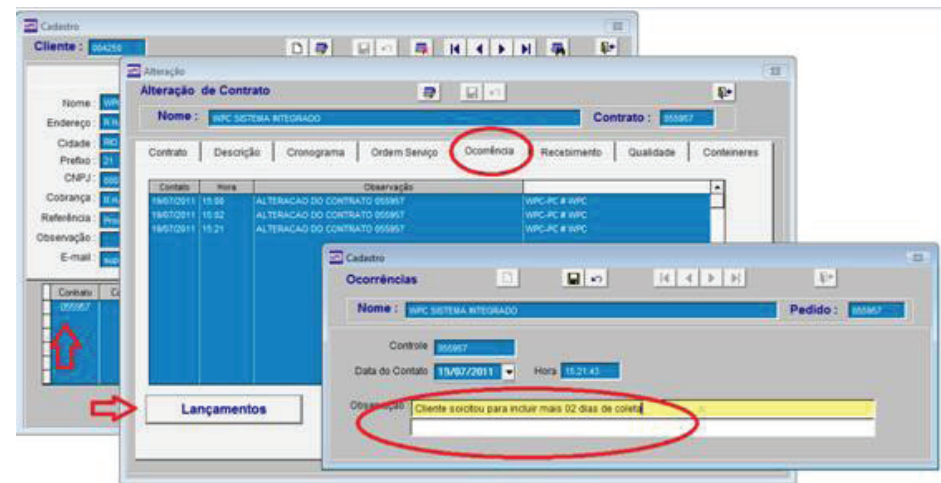 Cadastro
Cliente : 004250
Alteração
Alteração de Contrato
Nome : WPC SISTEMA INTEGRADO
Contrato : 055957
Nome :
Endereço :
Cidade :
Prefixo : 21
CNPJ :
Cobrança :
Referência :
Observação :
E-mail :
Contrato
055957
Contrato
Descrição
Cronograma
Ordem Serviço
Ocorrência
Recebimento
Qualidade
Conteineres
Contato Hora Observação
19/07/2011 15:00 ALTERACAO DO CONTRATO 055957 WPC-PC # WPC
19/07/2011 15:02 ALTERACAO DO CONTRATO 055957 WPC-PC # WPC
19/07/2011 15:21 ALTERACAO DO CONTRATO 055957 WPC-PC # WPC
Lançamentos
Cadastro
Ocorrências
Nome : WPC SISTEMA INTEGRADO
Pedido : 055957
Controle 055957
Data do Contato 19/07/2011 Hora 15:21:43
Observação Cliente solcitou para incluir mais 02 dias de coleta